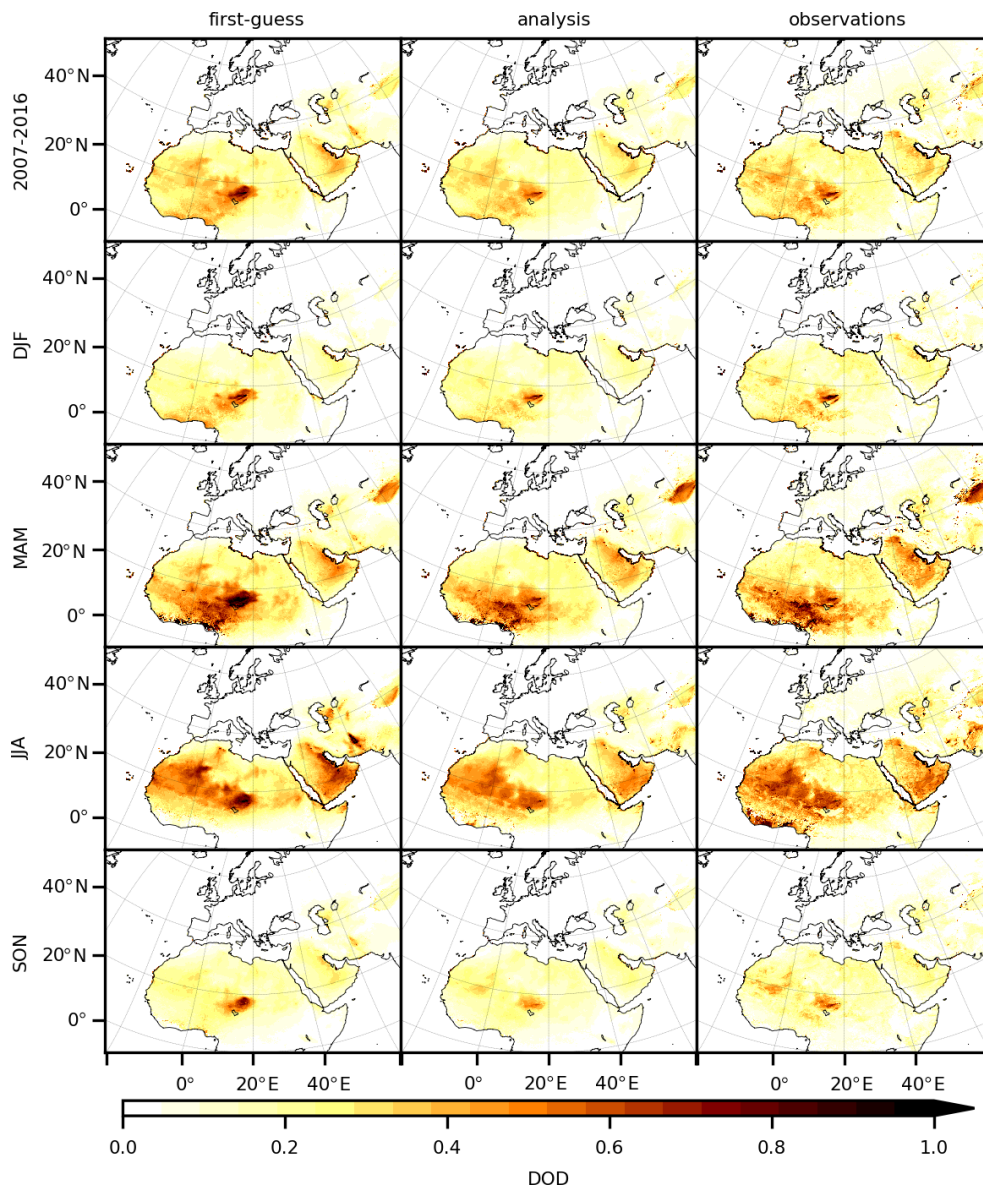 first-guess analysis observations
2007-2016
40°N
20°N
0°
DJF
40°N
20°N
0°
MAM
40°N
20°N
0°
JJA
40°N
20°N
0°
SON
40°N
20°N
0°
0° 20°E 40°E 0° 20°E 40°E 0° 20°E 40°E
0.0 0.2 0.4 0.6 0.8 1.0
DOD